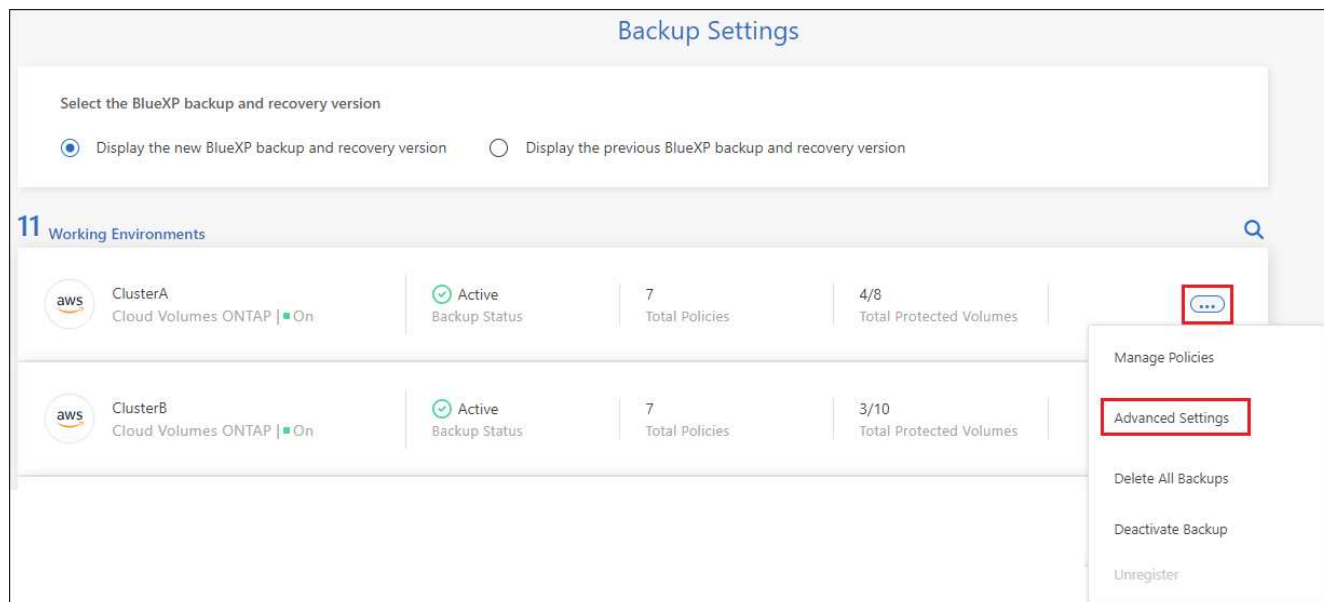 Backup Settings
Select the BlueXP backup and recovery version
Display the new BlueXP backup and recovery version
Display the previous BlueXP backup and recovery version
11 Working Environments
aws
ClusterA
Cloud Volumes ONTAP | On
Active
Backup Status
7
Total Policies
4/8
Total Protected Volumes
...
aws
ClusterB
Cloud Volumes ONTAP | On
Active
Backup Status
7
Total Policies
3/10
Total Protected Volumes
Manage Policies
Advanced Settings
Delete All Backups
Deactivate Backup
Unregister